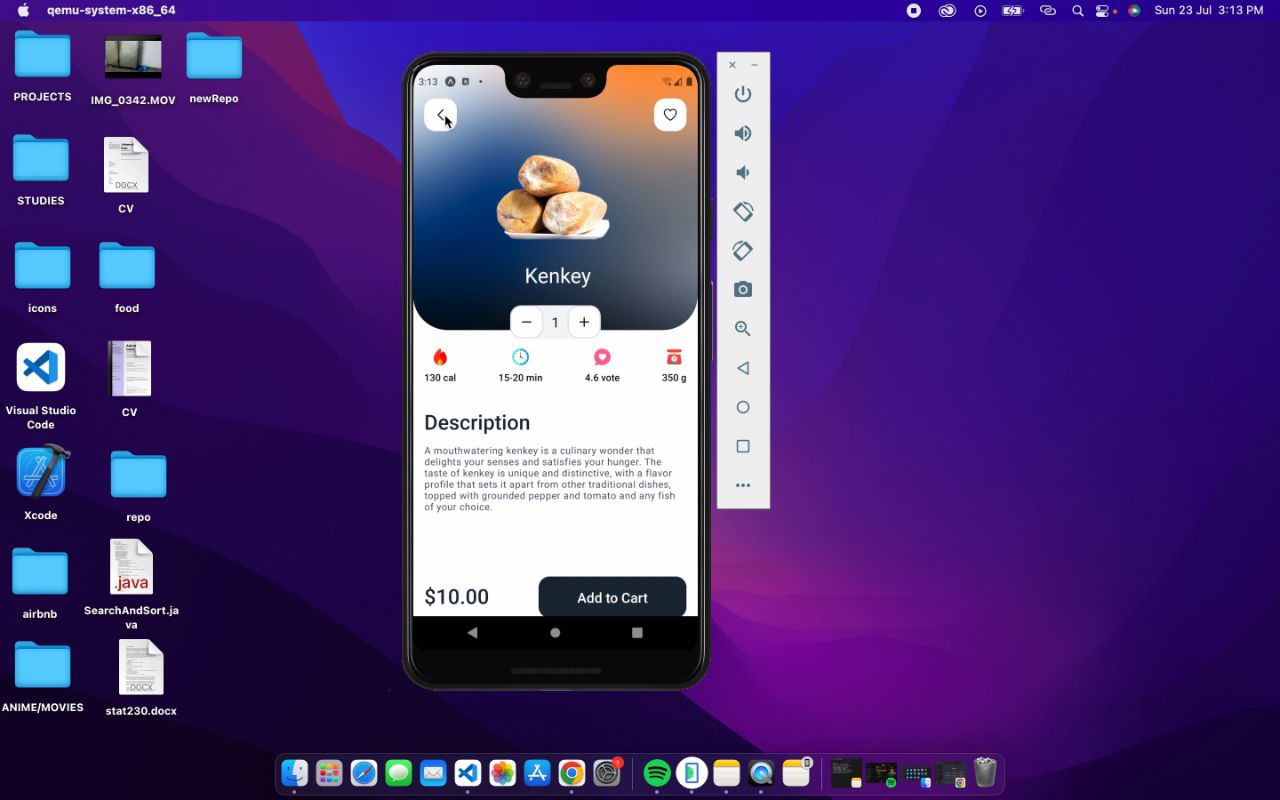 qemu-system-x86_64
Sun 23 Jul 3:13 PM
PROJECTS
IMG_0342.MOV
newRepo
STUDIES
DOCX
CV
icons
food
Visual Studio
Code
CV
Xcode
repo
airbnb
.java
SearchAndSort.ja
va
ANIME/MOVIES
DOCX
stat230.docx
3:13
Kenkey
− 1 +
130 cal
15-20 min
4.6 vote
350 g
Description
A mouthwatering kenkey is a culinary wonder that
delights your senses and satisfies your hunger. The
taste of kenkey is unique and distinctive, with a flavor
profile that sets it apart from other traditional dishes,
topped with grounded pepper and tomato and any fish
of your choice.
$10.00
Add to Cart
1